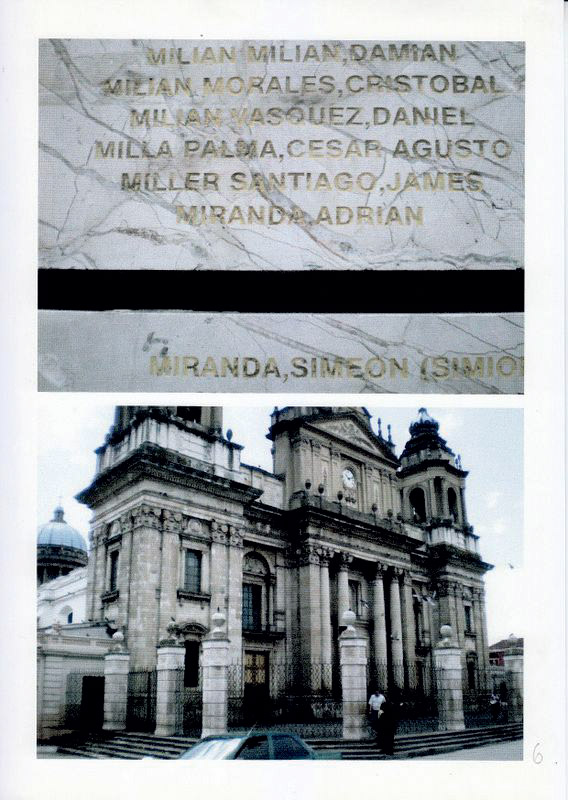 MILIAN MILIAN,DAMIAN
MILIAN MORALES,CRISTOBAL
MILIAN VASQUEZ,DANIEL
MILLA PALMA,CESAR AGUSTO
MILLER SANTIAGO,JAMES
MIRANDA,ADRIAN
MIRANDA,SIMEON (SIMIO
6